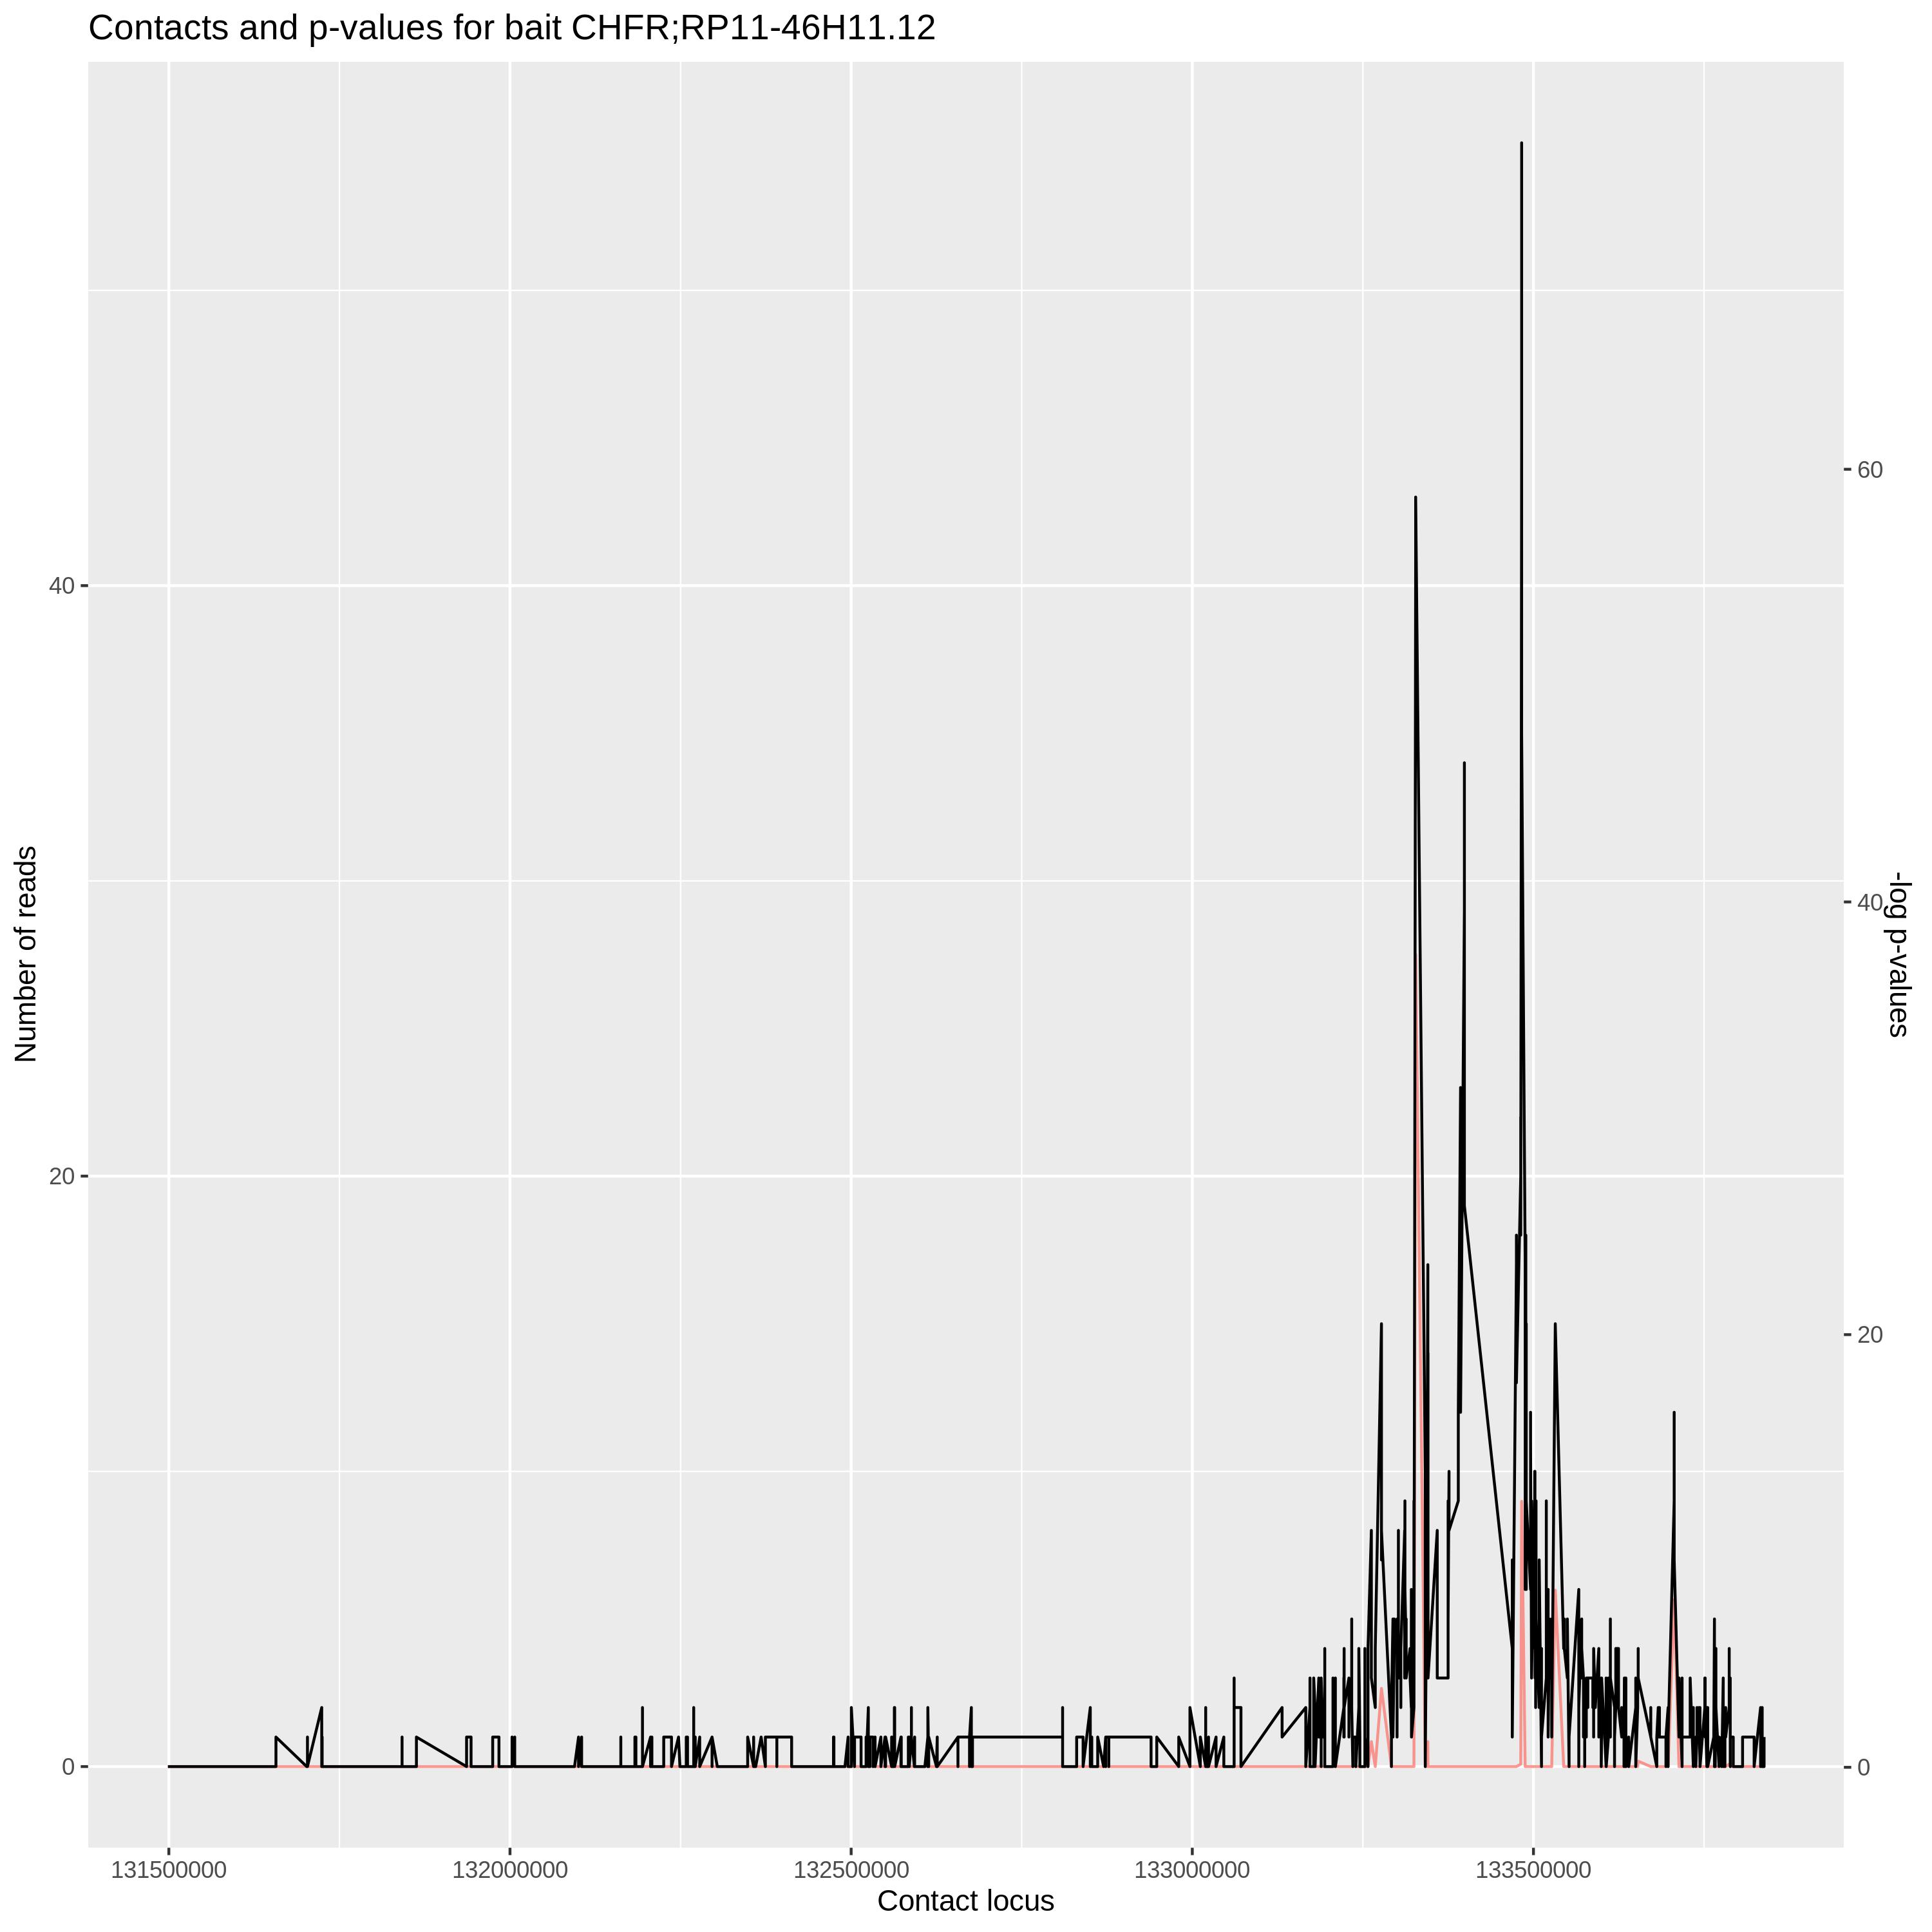 Contacts and p-values for bait CHFR;RP11-46H11.12
Number of reads
40
20
0
60
40
20
0
-log p-values
131500000 132000000 132500000 133000000 133500000
Contact locus